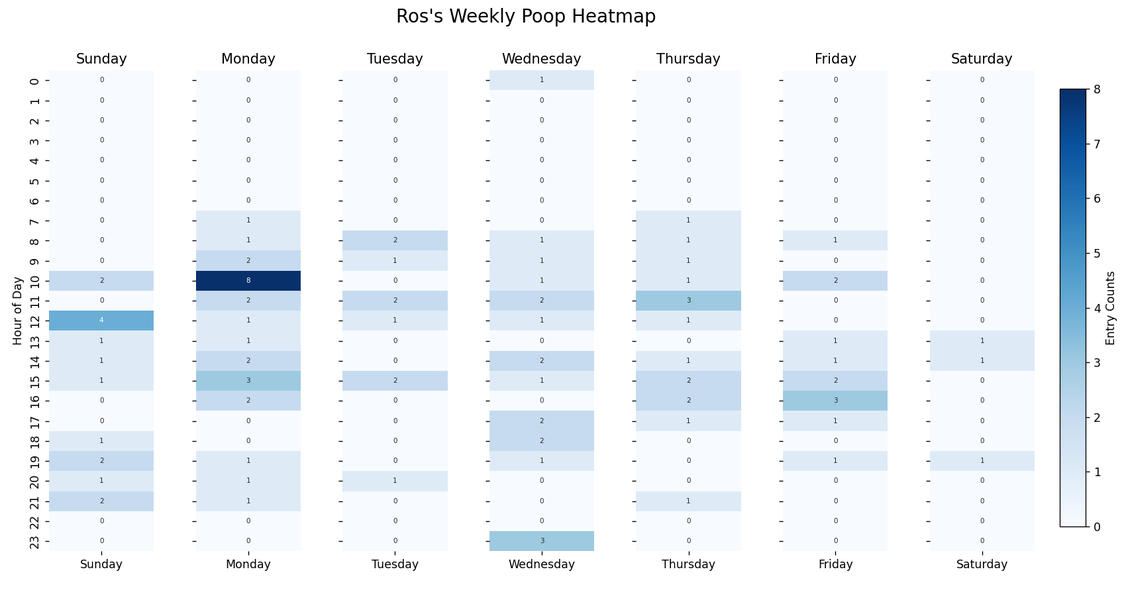 Ros's Weekly Poop Heatmap
Sunday Monday Tuesday Wednesday Thursday Friday Saturday
0 0 0 0 1 0 0 0
1 0 0 0 0 0 0 0
2 0 0 0 0 0 0 0
3 0 0 0 0 0 0 0
4 0 0 0 0 0 0 0
5 0 0 0 0 0 0 0
6 0 0 0 0 0 0 0
7 0 1 0 0 1 0 0
8 0 1 2 1 1 1 0
9 0 2 1 1 1 0 0
10 2 8 0 1 1 2 0
11 0 2 2 2 3 0 0
12 4 1 1 1 1 0 0
13 1 1 0 0 0 1 1
14 1 2 0 2 1 1 1
15 1 3 2 1 2 2 0
16 0 2 0 0 2 3 0
17 0 0 0 2 1 1 0
18 1 0 0 2 0 0 0
19 2 1 0 1 0 1 1
20 1 1 1 0 0 0 0
21 2 1 0 0 1 0 0
22 0 0 0 0 0 0 0
23 0 0 0 3 0 0 0
Sunday Monday Tuesday Wednesday Thursday Friday Saturday
Hour of Day
8
7
6
5
4
3
2
1
0
Entry Counts